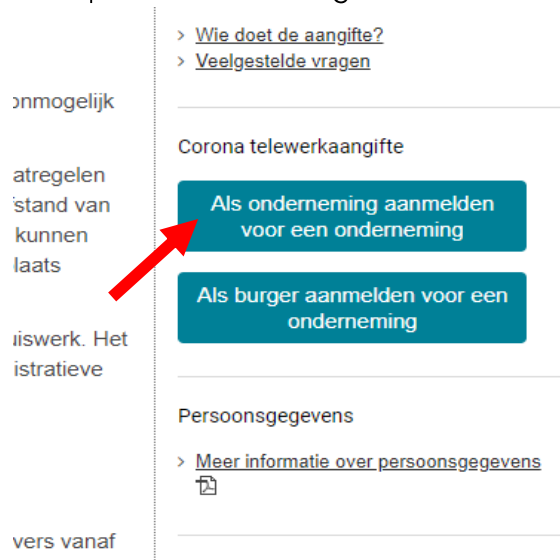 > Wie doet de aangifte?
> Veelgestelde vragen
onmogelijk
Corona telewerkaangifte
atregelen
Als onderneming aanmelden
voor een onderneming
stand van
kunnen
laats
Als burger aanmelden voor een
onderneming
uiswerk. Het
istratieve
Persoonsgegevens
> Meer informatie over persoonsgegevens
vers vanaf